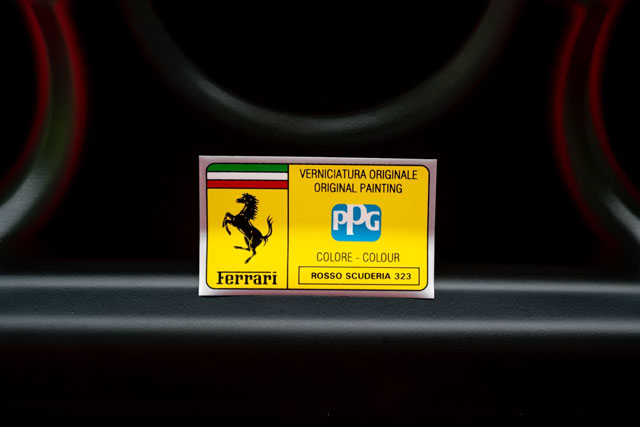 VERNICIATURA ORIGINALE
ORIGINAL PAINTING
PPG
COLORE - COLOUR
ROSSO SCUDERIA 323
Ferrari